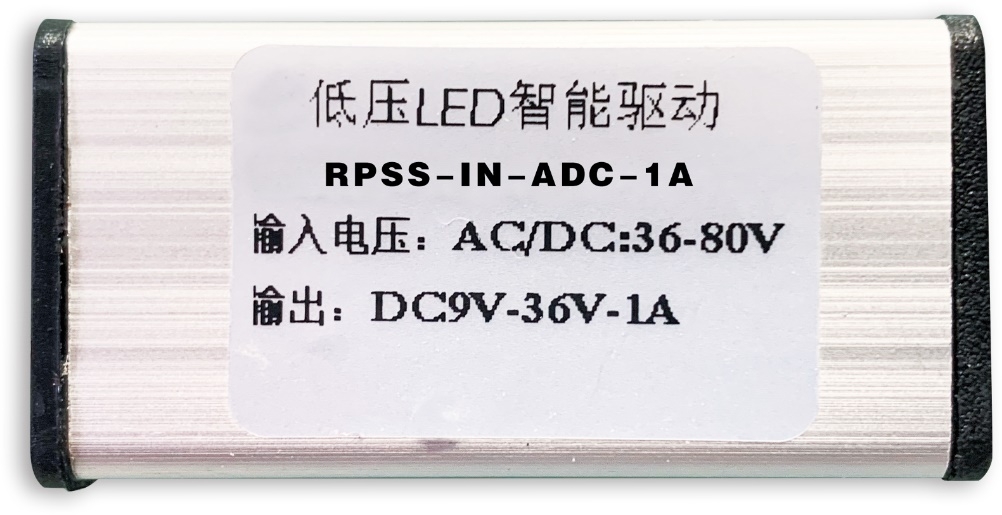 低压LED智能驱动
RPSS-IN-ADC-1A
输入电压：AC/DC:36-80V
输出：DC9V-36V-1A